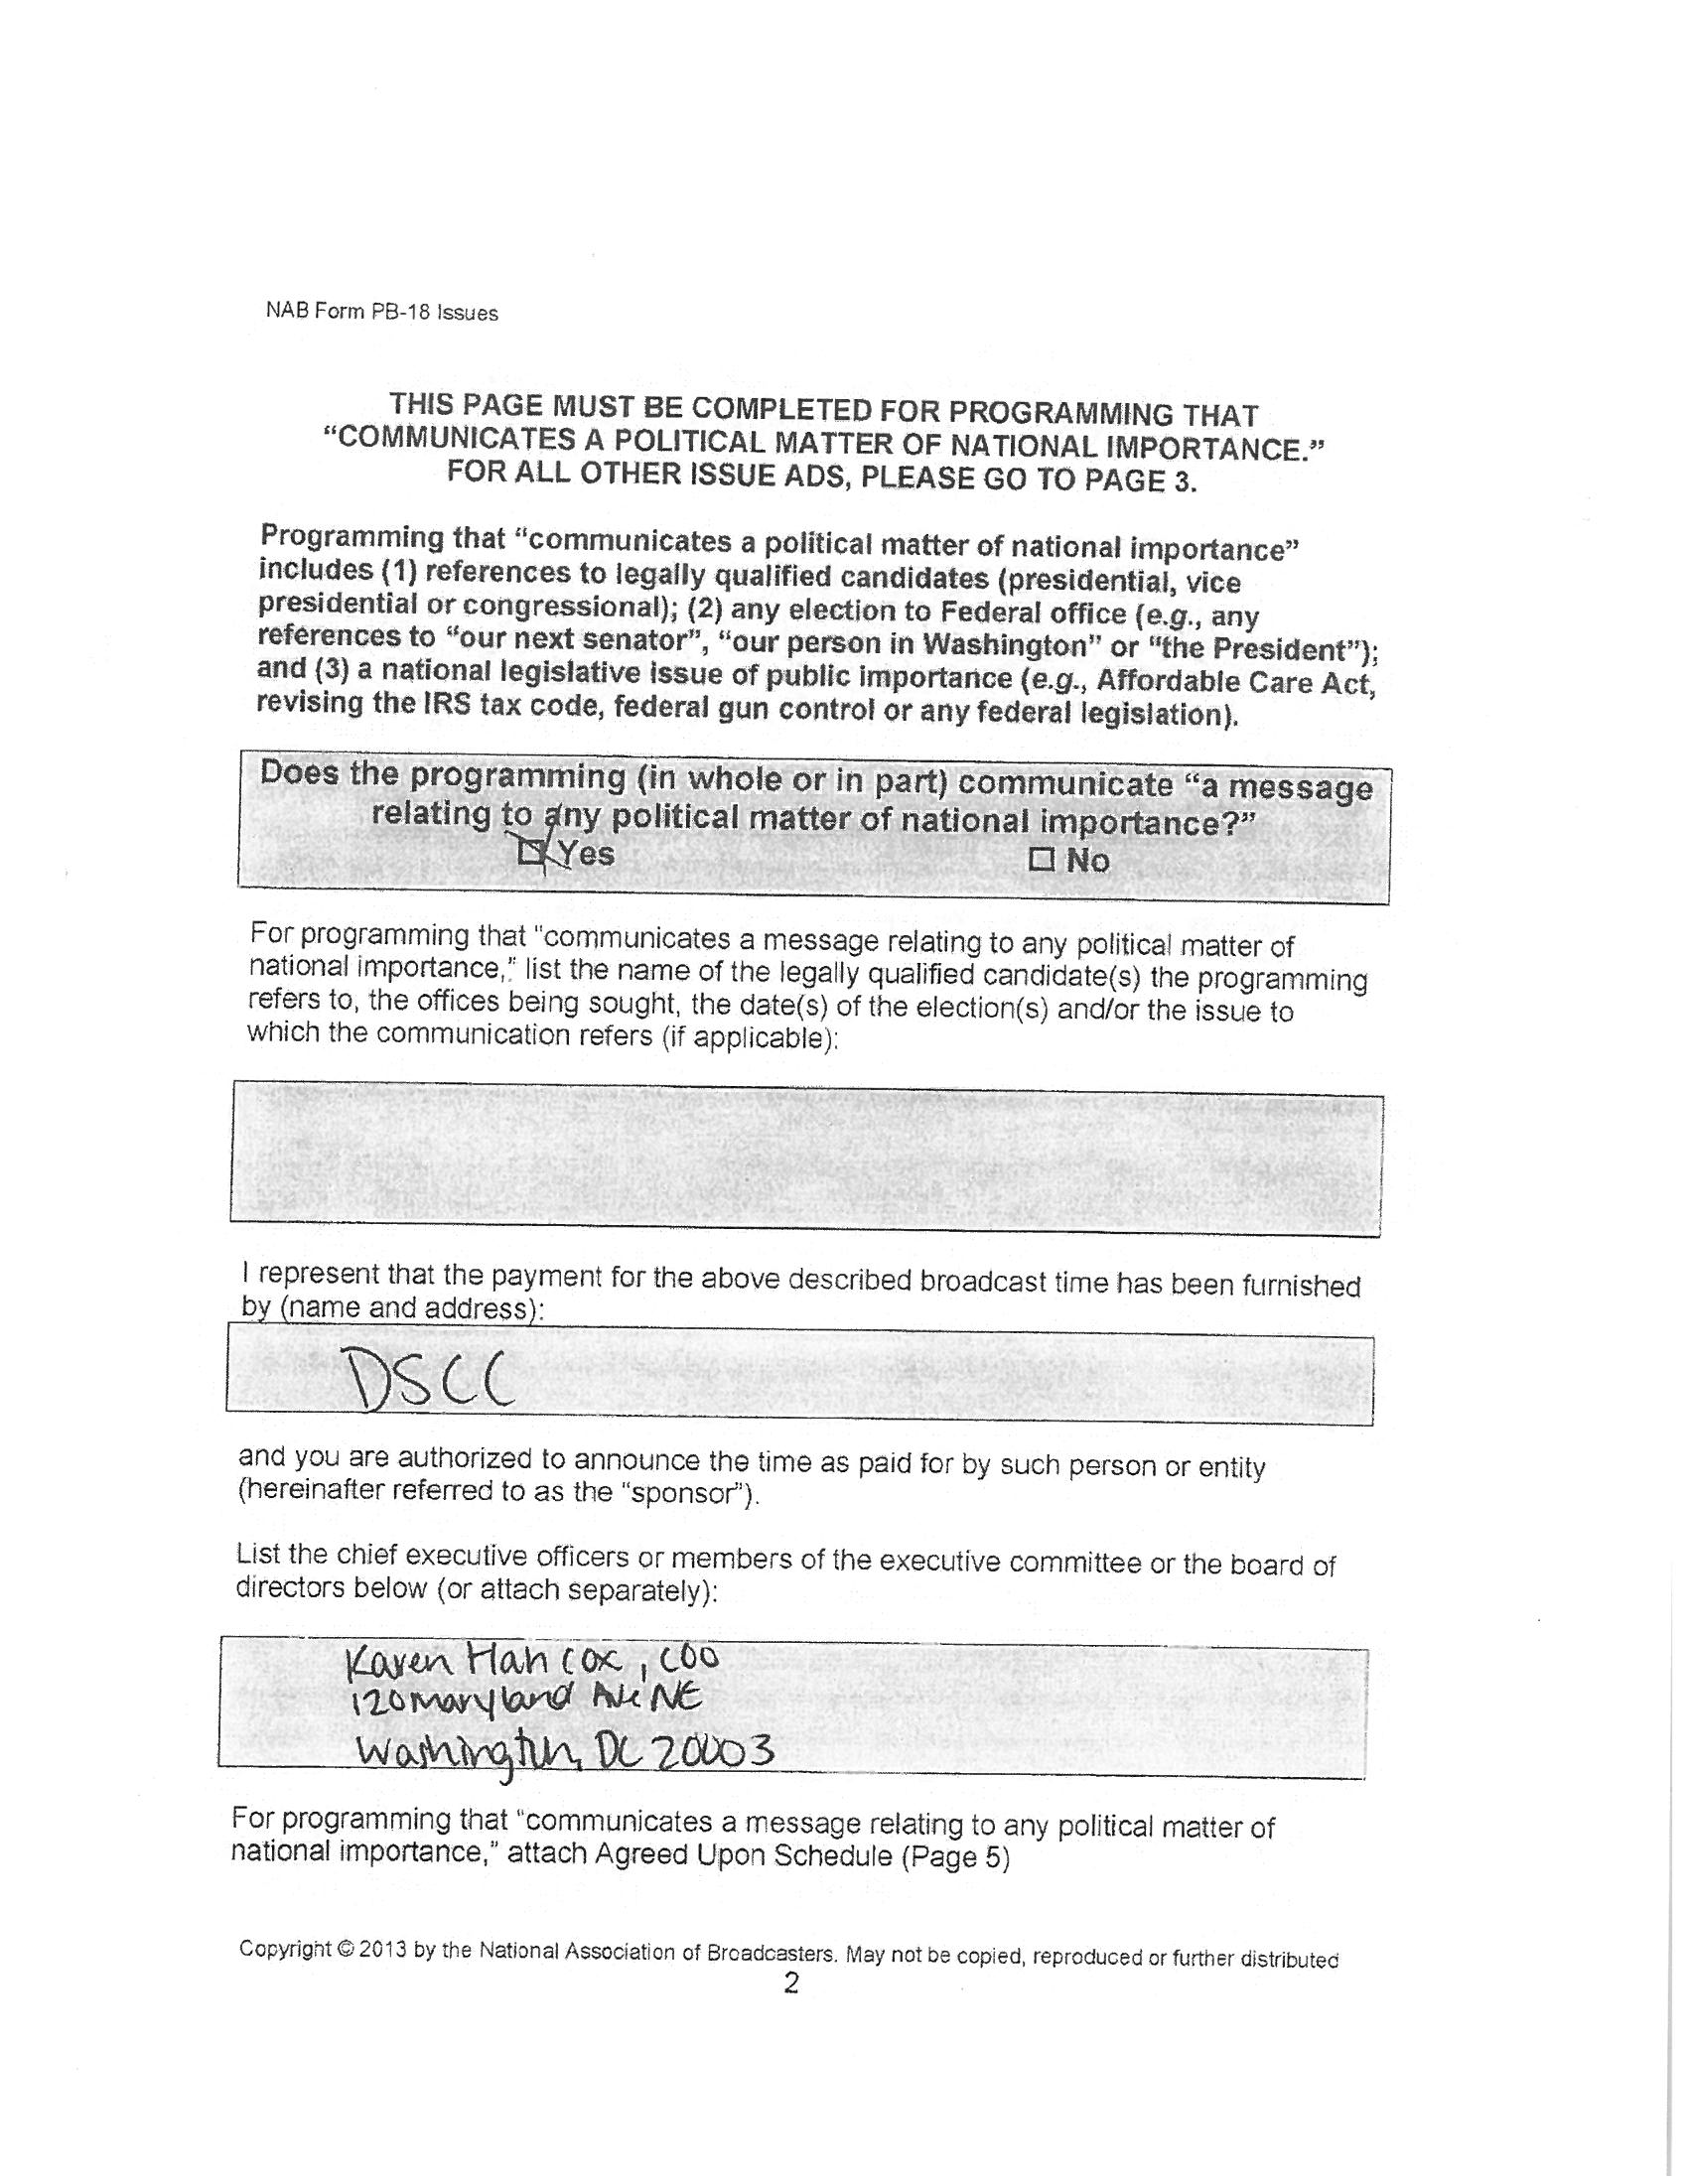 NAB Form PB-18 Issues
THIS PAGE MUST BE COMPLETED FOR PROGRAMMING THAT
“COMMUNICATES A POLITICAL MATTER OF NATIONAL IMPORTANCE.”
FOR ALL OTHER ISSUE ADS, PLEASE GO TO PAGE 3.
Programming that “communicates a political matter of national importance”
includes (1) references to legally qualified candidates (presidential, vice
presidential or congressional); (2) any election to Federal office (e.g., any
references to “our next senator”, “our person in Washington” or “the President”);
and (3) a national legislative issue of public importance (e.g., Affordable Care Act,
revising the IRS tax code, federal gun control or any federal legislation).
Does the programming (in whole or in part) communicate “a message
relating to any political matter of national importance?”
☒ Yes ☐ No
For programming that "communicates a message relating to any political matter of
national importance," list the name of the legally qualified candidate(s) the programming
refers to, the offices being sought, the date(s) of the election(s) and/or the issue to
which the communication refers (if applicable):
I represent that the payment for the above described broadcast time has been furnished
by (name and address):
DSCC
and you are authorized to announce the time as paid for by such person or entity
(hereinafter referred to as the "sponsor").
List the chief executive officers or members of the executive committee or the board of
directors below (or attach separately):
Karen Hancox, COO
120 Maryland Ave NE
Washington, DC 20003
For programming that "communicates a message relating to any political matter of
national importance," attach Agreed Upon Schedule (Page 5)
Copyright © 2013 by the National Association of Broadcasters. May not be copied, reproduced or further distributed
2